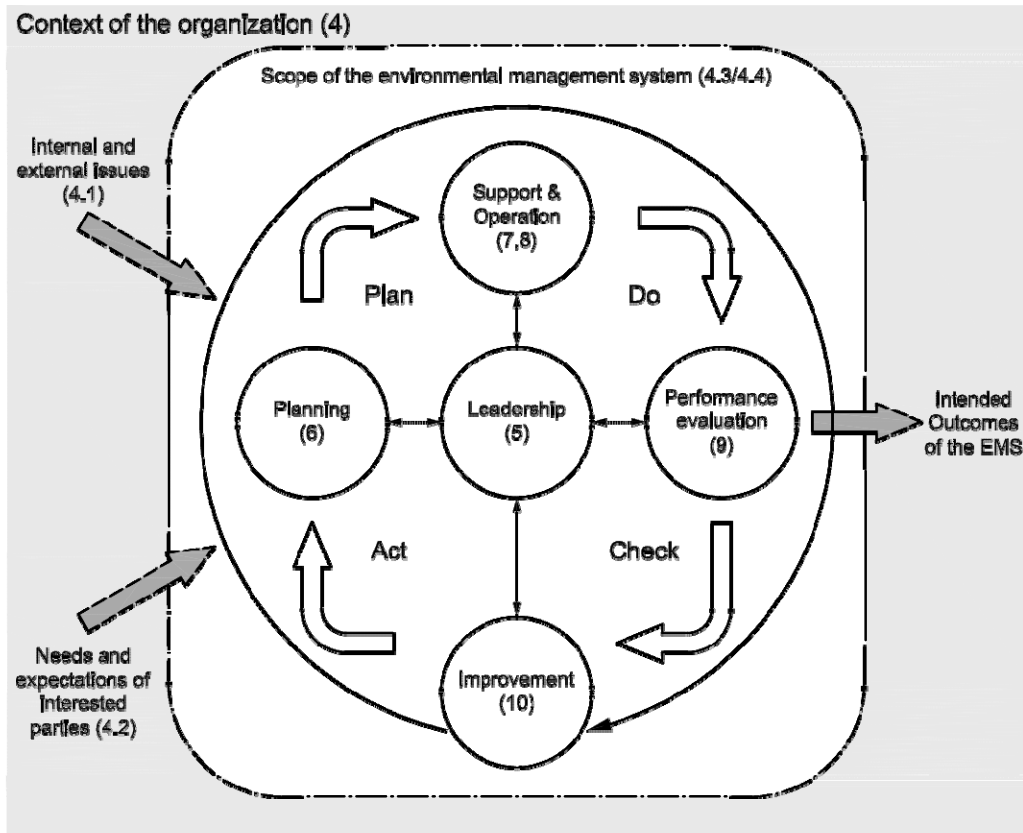 Context of the organization (4)
Scope of the environmental management system (4.3/4.4)
Internal and
external issues
(4.1)
Support &
Operation
(7,8)
Plan
Do
Planning
(6)
Leadership
(5)
Performance
evaluation
(9)
Intended
Outcomes
of the EMS
Act
Check
Needs and
expectations of
interested
parties (4.2)
Improvement
(10)